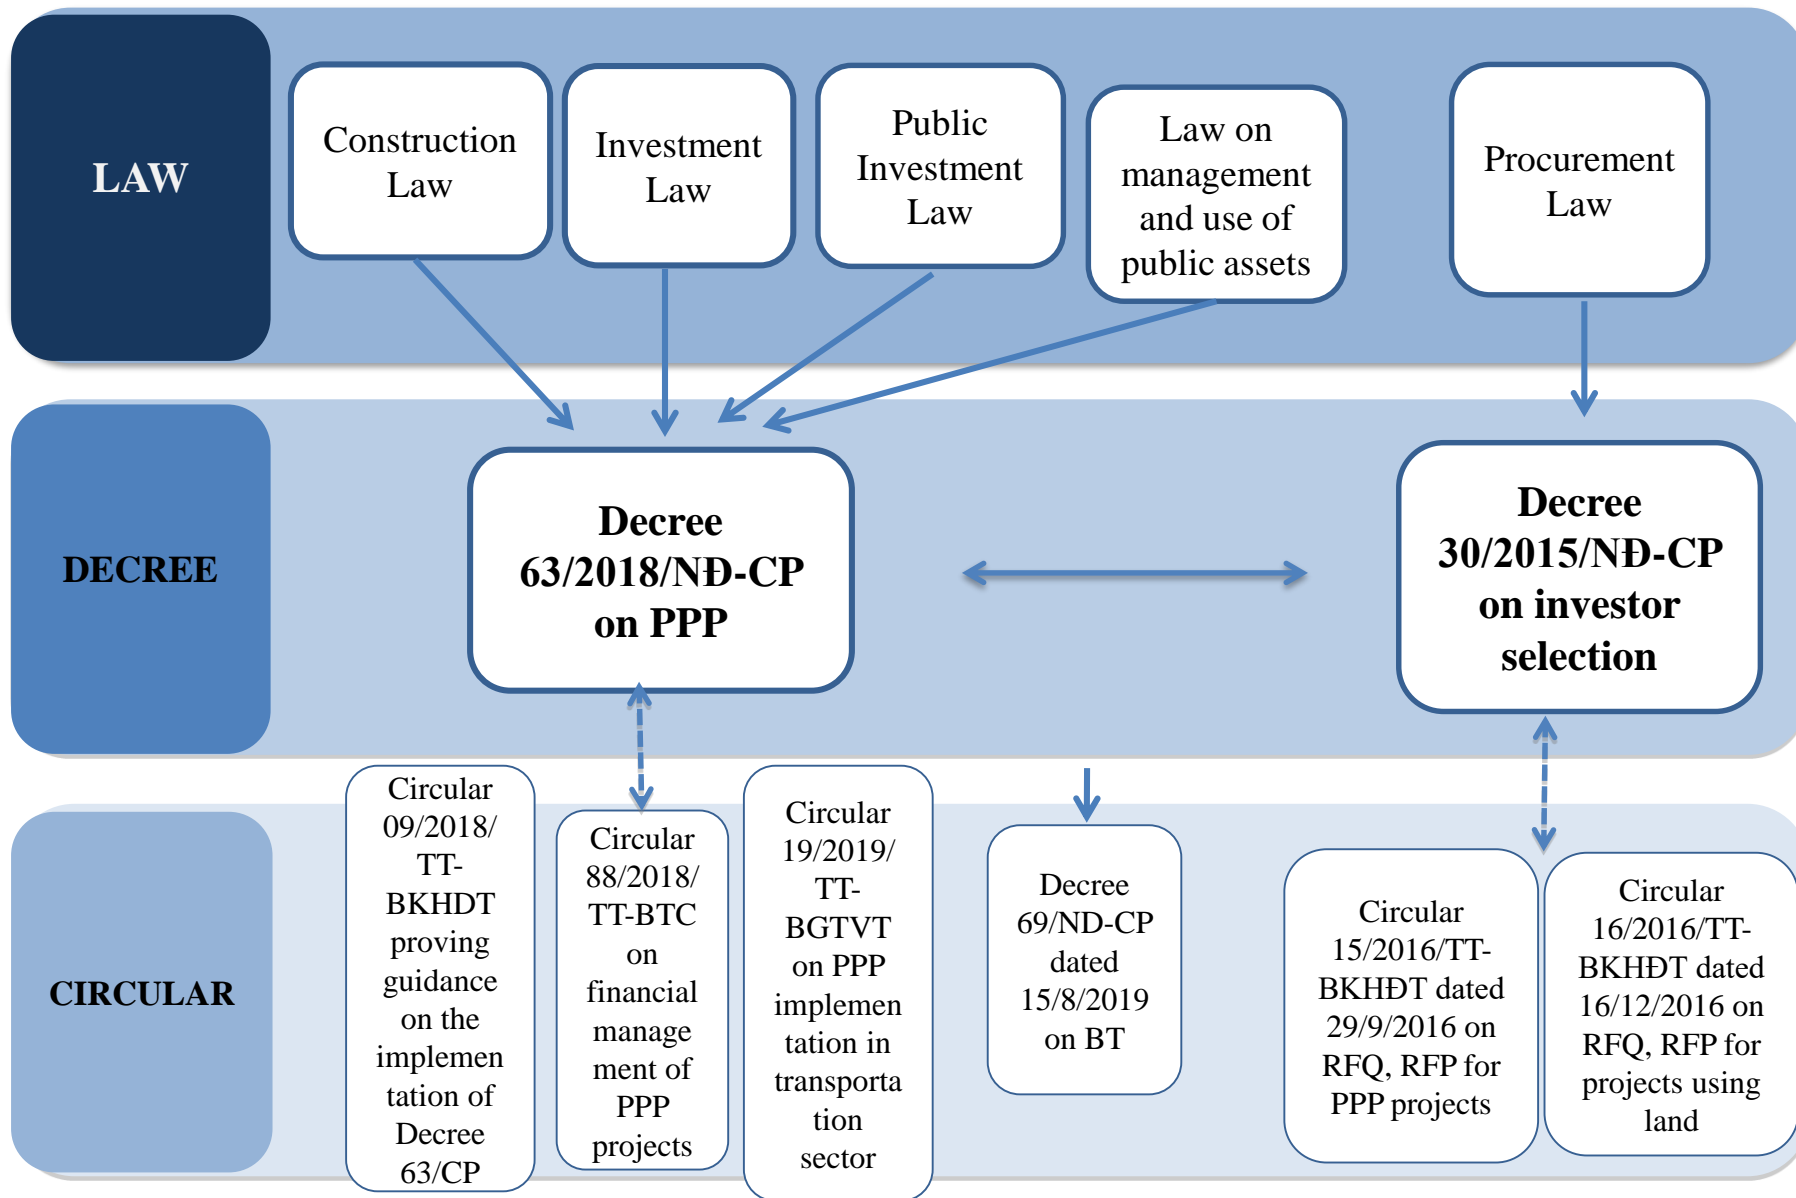 LAW
Construction
Law
Investment
Law
Public
Investment
Law
Law on
management
and use of
public assets
Procurement
Law
DECREE
Decree
63/2018/NĐ-CP
on PPP
Decree
30/2015/NĐ-CP
on investor
selection
CIRCULAR
Circular
09/2018/
TT-
BKHDT
proving
guidance
on the
implemen
tation of
Decree
63/CP
Circular
88/2018/
TT-BTC
on
financial
manage
ment of
PPP
projects
Circular
19/2019/
TT-
BGTVT
on PPP
implemen
tation in
transporta
tion
sector
Decree
69/ND-CP
dated
15/8/2019
on BT
Circular
15/2016/TT-
BKHĐT dated
29/9/2016 on
RFQ, RFP for
PPP projects
Circular
16/2016/TT-
BKHĐT dated
16/12/2016 on
RFQ, RFP for
projects using
land